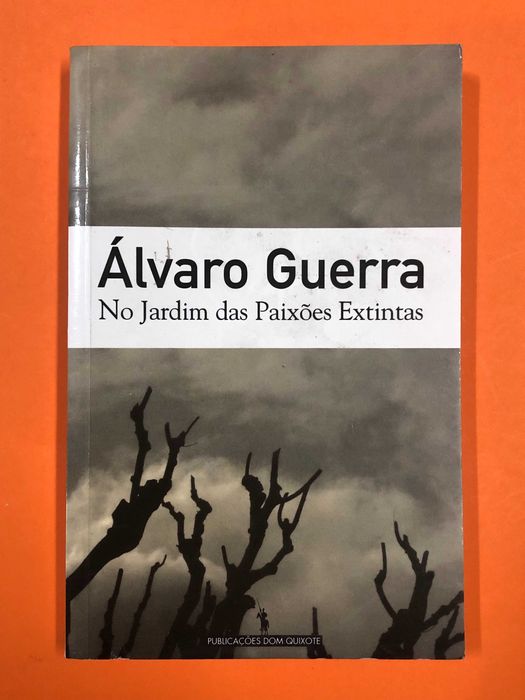 Álvaro Guerra
No Jardim das Paixões Extintas
PUBLICAÇÕES DOM QUIXOTE